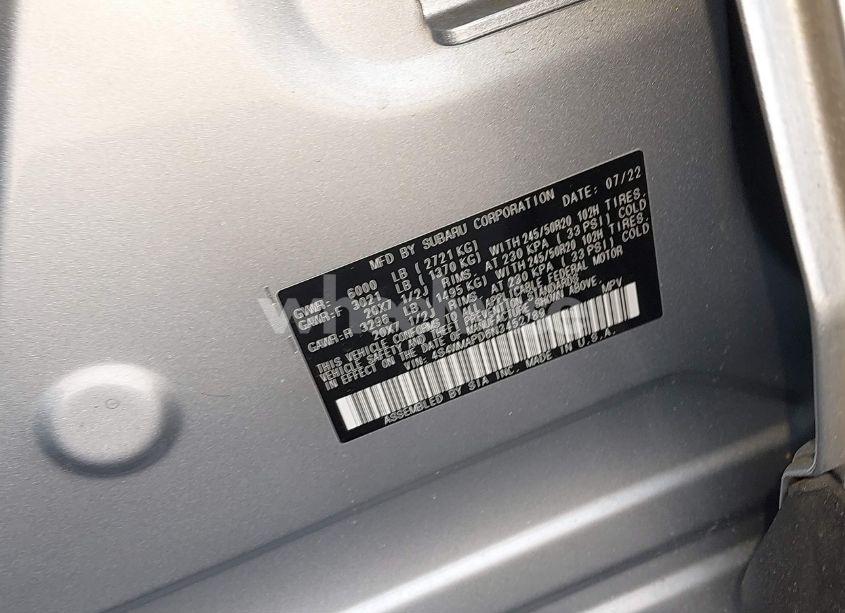 MFD BY SUBARU CORPORATION DATE: 07/22
GVWR: 6000 LB ( 2721 KG)
GAWR:F 3021 LB ( 1370 KG) WITH 245/50R20 102H TIRES,
20X7 1/2J RIMS, AT 230 KPA ( 33 PSI) COLD
GAWR:R 3296 LB ( 1495 KG) WITH 245/50R20 102H TIRES,
20X7 1/2J RIMS, AT 230 KPA ( 33 PSI) COLD
THIS VEHICLE CONFORMS TO ALL APPLICABLE FEDERAL MOTOR
VEHICLE SAFETY AND THEFT PREVENTION STANDARDS
IN EFFECT ON THE DATE OF MANUFACTURE SHOWN ABOVE.
VIN: MPV
ASSEMBLED BY SIA INC. MADE IN U.S.A.